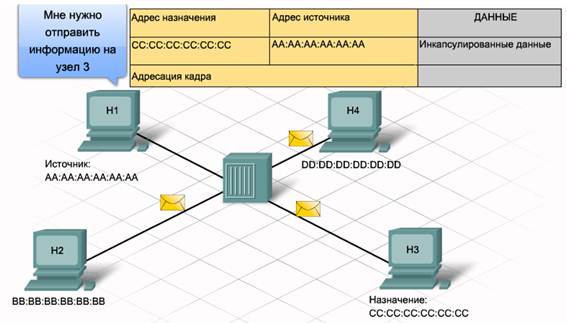 Мне нужно
отправить
информацию на
узел 3
Адрес назначения
Адрес источника
ДАННЫЕ
CC:CC:CC:CC:CC:CC
AA:AA:AA:AA:AA:AA
Инкапсулированные данные
Адресация кадра
H1
H4
Источник:
AA:AA:AA:AA:AA:AA
DD:DD:DD:DD:DD:DD
H2
H3
BB:BB:BB:BB:BB:BB
Назначение:
CC:CC:CC:CC:CC:CC